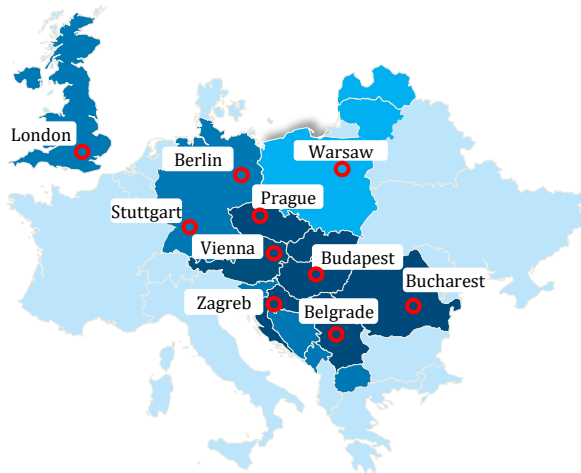 London
Berlin
Warsaw
Prague
Stuttgart
Vienna
Budapest
Bucharest
Zagreb
Belgrade